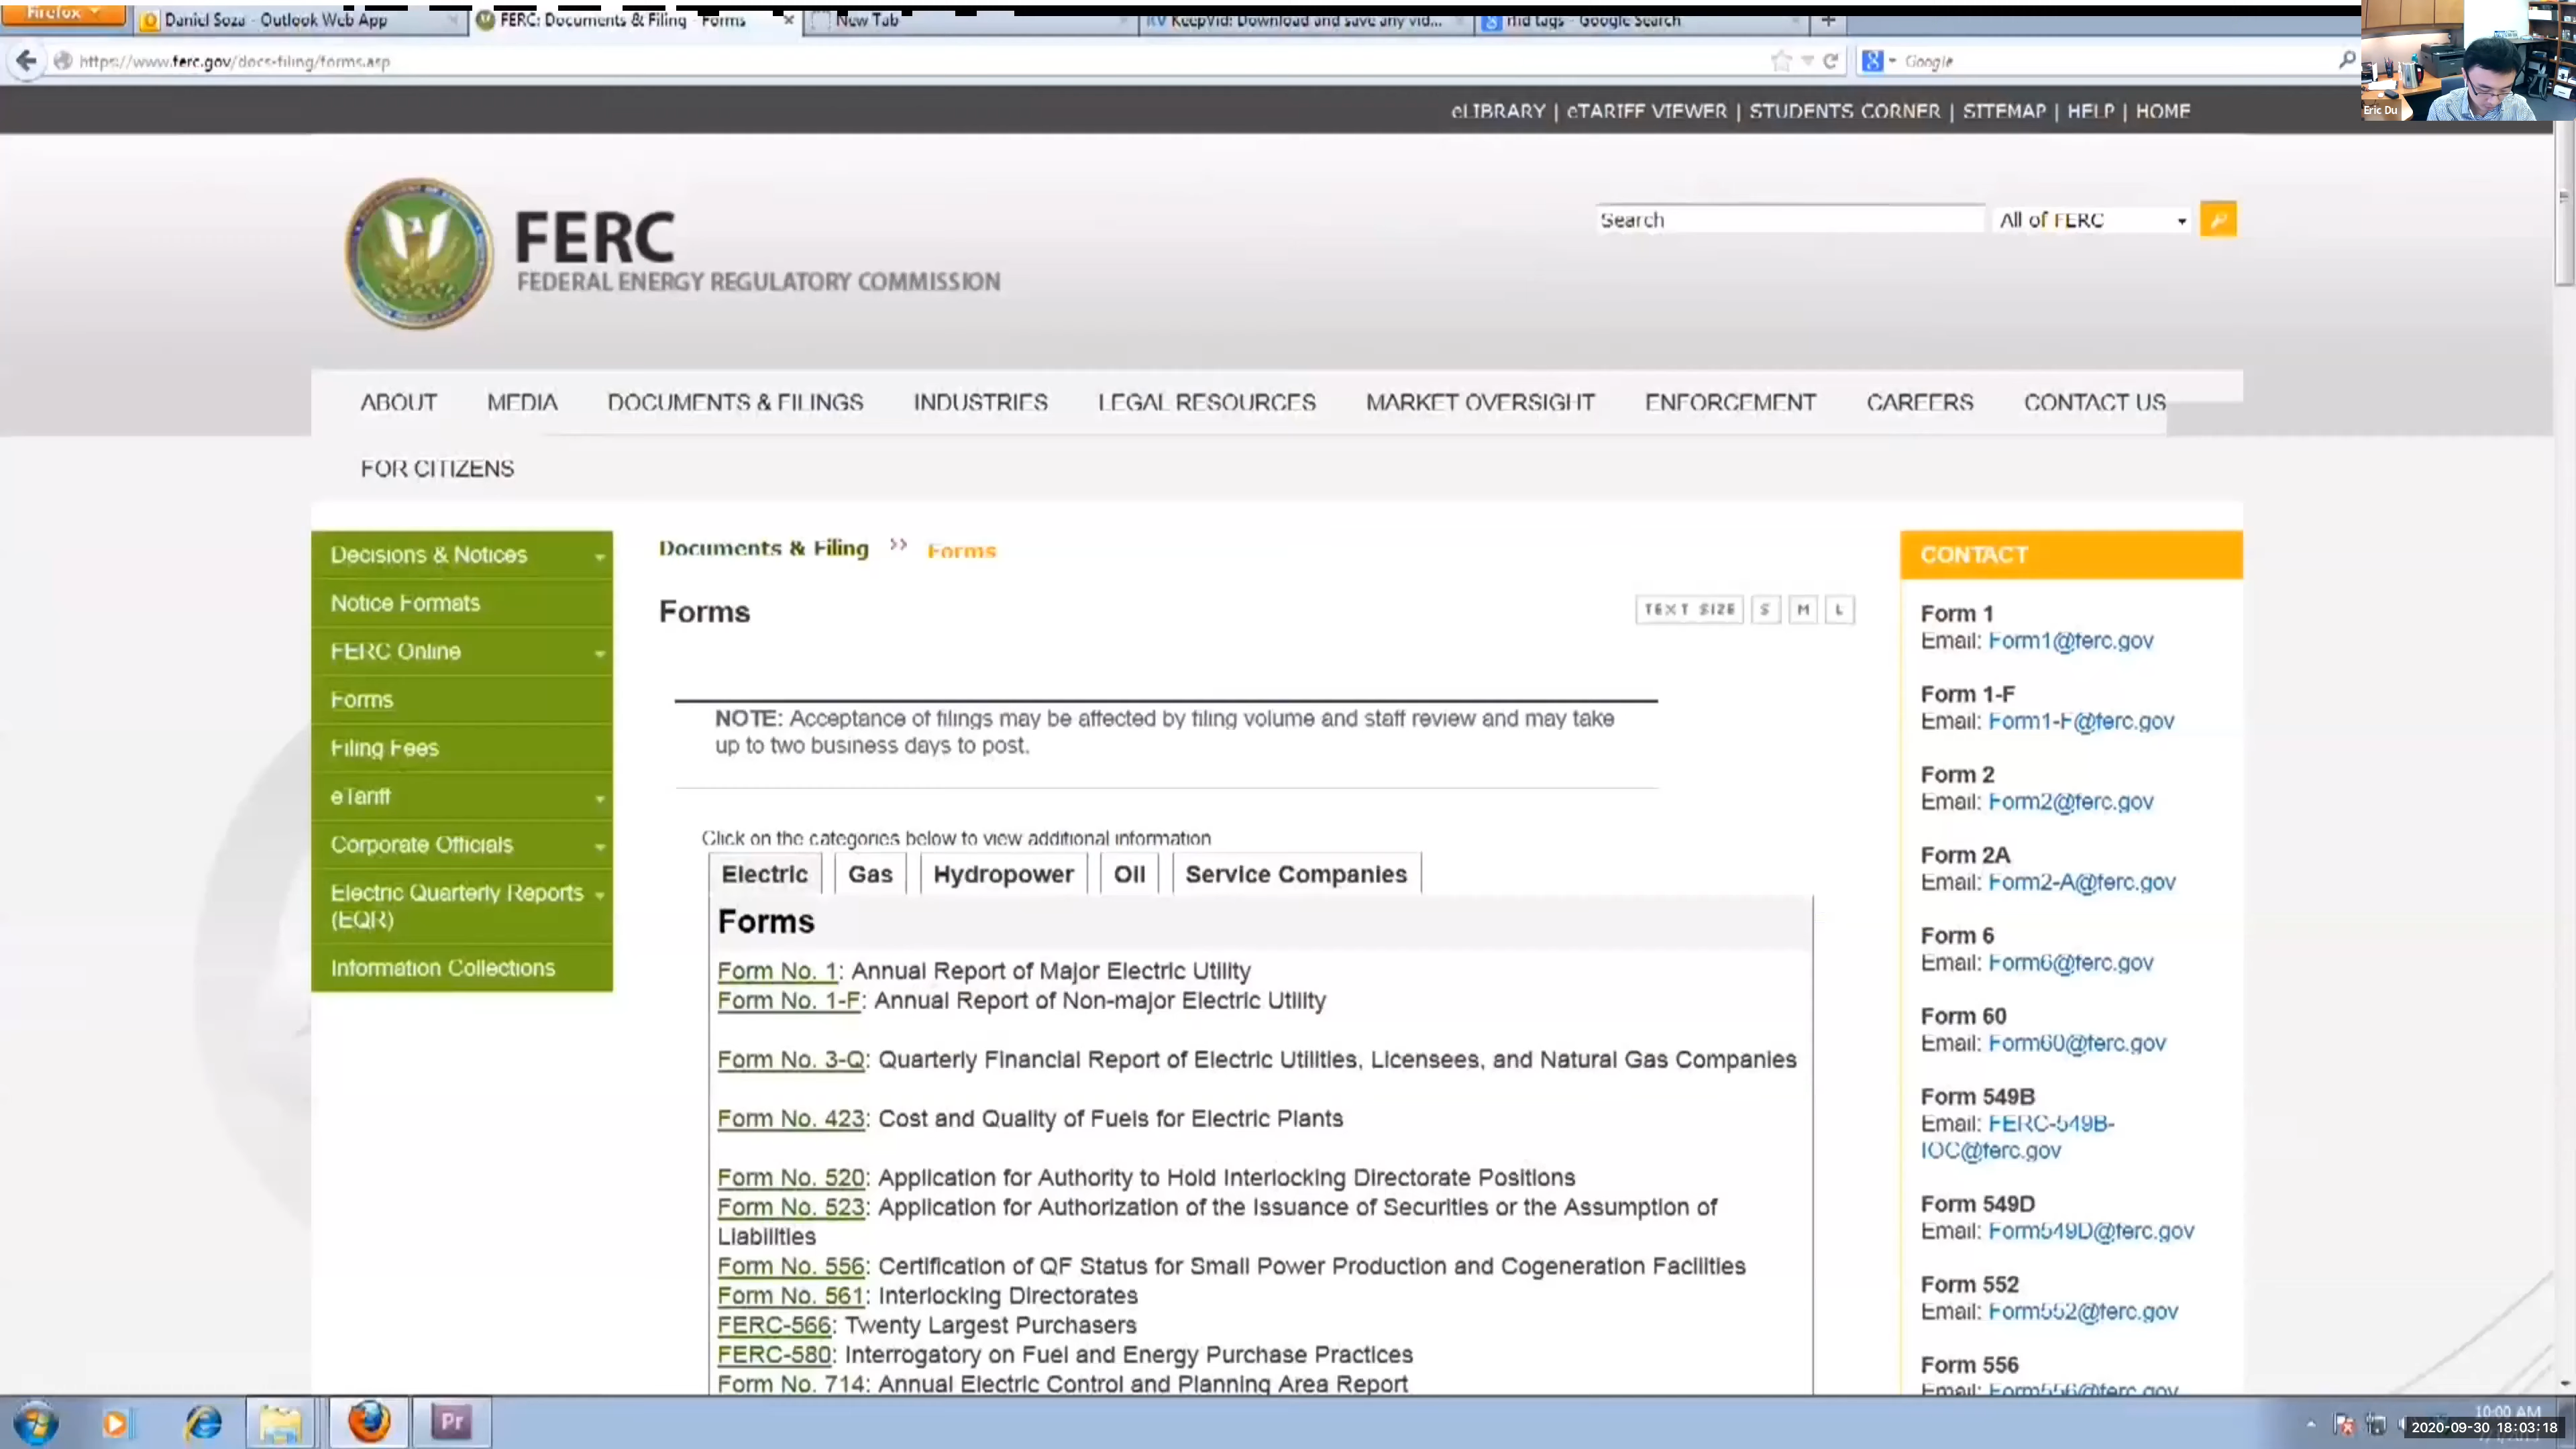 Firefox
Daniel Soza - Outlook Web App
FERC: Documents & Filing - Forms
New Tab
KeepVid: Download and save any vid...
rfid tags - Google Search
https://www.ferc.gov/docs-filing/forms.asp
Google
Eric Du
eLIBRARY | eTARIFF VIEWER | STUDENTS CORNER | SITEMAP | HELP | HOME
FERC
FEDERAL ENERGY REGULATORY COMMISSION
Search
All of FERC
ABOUT MEDIA DOCUMENTS & FILINGS INDUSTRIES LEGAL RESOURCES MARKET OVERSIGHT ENFORCEMENT CAREERS CONTACT US
FOR CITIZENS
Decisions & Notices
Notice Formats
FERC Online
Forms
Filing Fees
eTariff
Corporate Officials
Electric Quarterly Reports
(EQR)
Information Collections
Documents & Filing >> Forms
Forms
TEXT SIZE S M L
NOTE: Acceptance of filings may be affected by filing volume and staff review and may take
up to two business days to post.
Click on the categories below to view additional information
Electric Gas Hydropower Oil Service Companies
Forms
Form No. 1: Annual Report of Major Electric Utility
Form No. 1-F: Annual Report of Non-major Electric Utility
Form No. 3-Q: Quarterly Financial Report of Electric Utilities, Licensees, and Natural Gas Companies
Form No. 423: Cost and Quality of Fuels for Electric Plants
Form No. 520: Application for Authority to Hold Interlocking Directorate Positions
Form No. 523: Application for Authorization of the Issuance of Securities or the Assumption of
Liabilities
Form No. 556: Certification of QF Status for Small Power Production and Cogeneration Facilities
Form No. 561: Interlocking Directorates
FERC-566: Twenty Largest Purchasers
FERC-580: Interrogatory on Fuel and Energy Purchase Practices
Form No. 714: Annual Electric Control and Planning Area Report
CONTACT
Form 1
Email: Form1@ferc.gov
Form 1-F
Email: Form1-F@ferc.gov
Form 2
Email: Form2@ferc.gov
Form 2A
Email: Form2-A@ferc.gov
Form 6
Email: Form6@ferc.gov
Form 60
Email: Form60@ferc.gov
Form 549B
Email: FERC-549B-
IOC@ferc.gov
Form 549D
Email: Form549D@ferc.gov
Form 552
Email: Form552@ferc.gov
Form 556
Email: Form556@ferc.gov
Pr
10:00 AM
2020-09-30 18:03:18